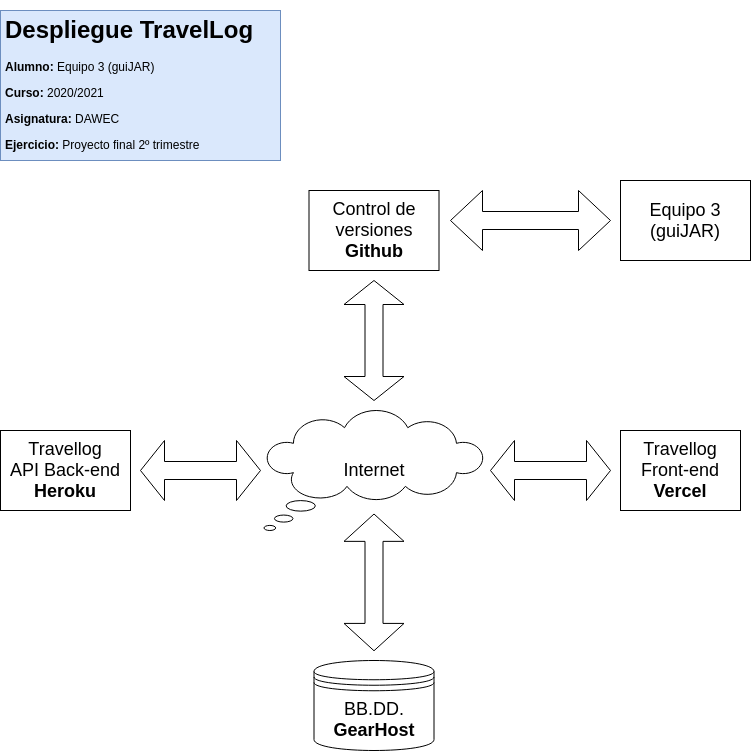 Despliegue TravelLog
Alumno: Equipo 3 (guiJAR)
Curso: 2020/2021
Asignatura: DAWEC
Ejercicio: Proyecto final 2º trimestre
Control de
versiones
Github
Equipo 3
(guiJAR)
Travellog
API Back-end
Heroku
Internet
Travellog
Front-end
Vercel
BB.DD.
GearHost